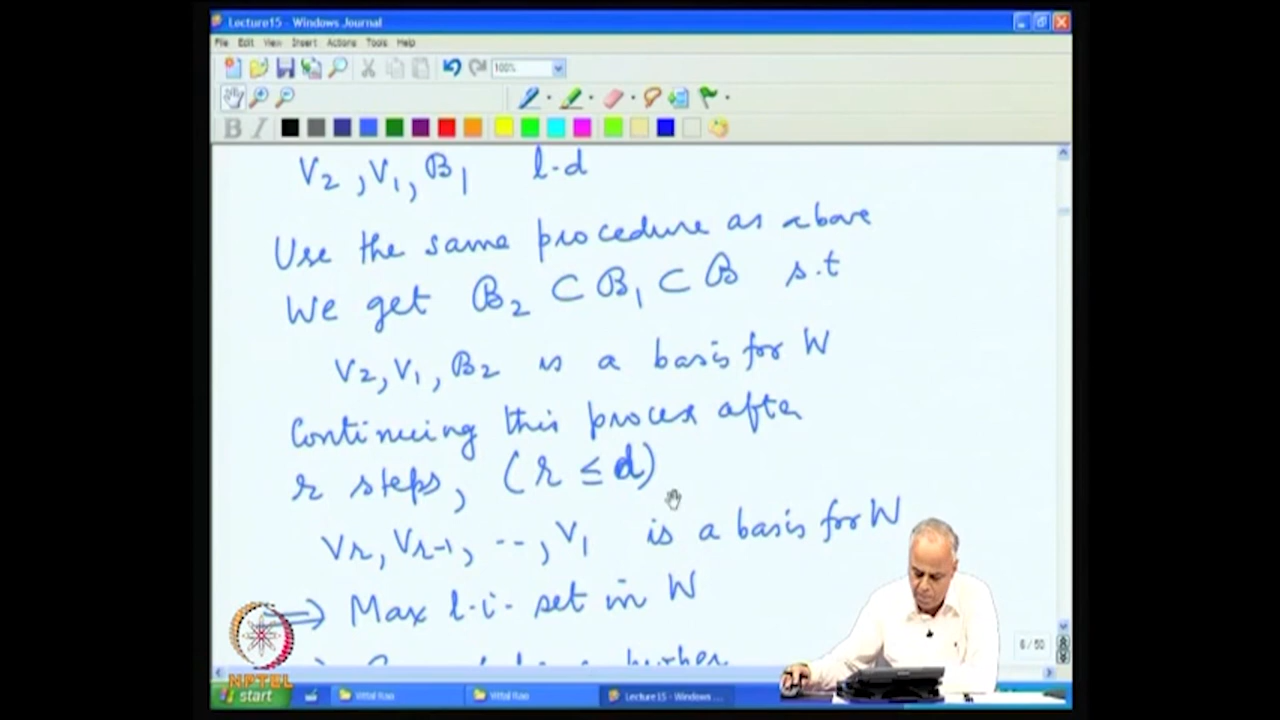 Lecture15 - Windows Journal
File Edit View Insert Actions Tools Help
100%
B I
V2, V1, B1 l.d
Use the same procedure as above
We get B2 ⊂ B1 ⊂ B s.t
V2, V1, B2 is a basis for W
Continuing this process after
r steps, (r ≤ d)
Vr, Vr-1, --, V1 is a basis for W
⇒ Max l.i. set in W
6 / 50
NPTEL
start
Vittal Rao
Vittal Rao
Lecture15 - Windows ...